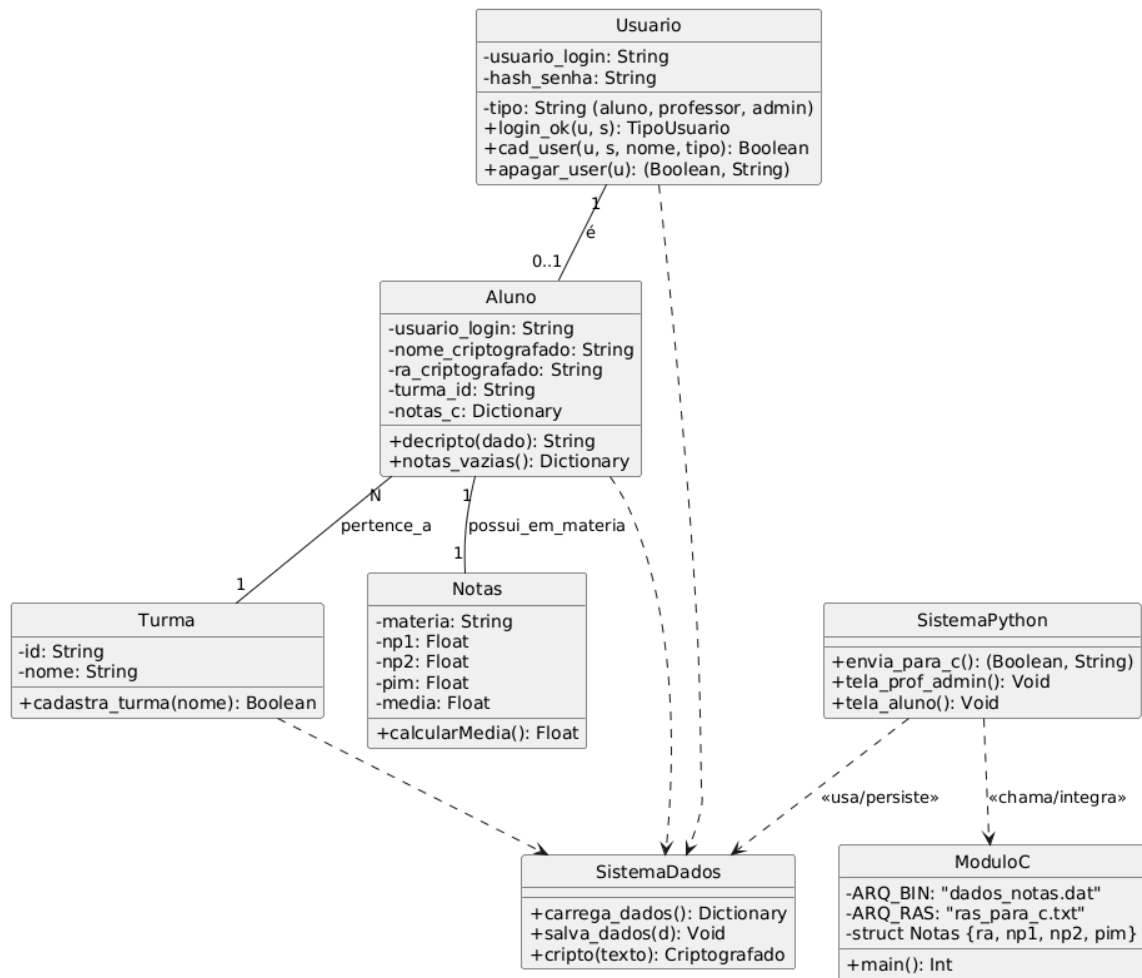 Usuario
-usuario_login: String
-hash_senha: String
-tipo: String (aluno, professor, admin)
+login_ok(u, s): TipoUsuario
+cad_user(u, s, nome, tipo): Boolean
+apagar_user(u): (Boolean, String)
1
é
0..1
Aluno
-usuario_login: String
-nome_criptografado: String
-ra_criptografado: String
-turma_id: String
-notas_c: Dictionary
+decripto(dado): String
+notas_vazias(): Dictionary
N
pertence_a
1
1
possui_em_materia
1
Turma
-id: String
-nome: String
+cadastra_turma(nome): Boolean
Notas
-materia: String
-np1: Float
-np2: Float
-pim: Float
-media: Float
+calcularMedia(): Float
SistemaPython
+envia_para_c(): (Boolean, String)
+tela_prof_admin(): Void
+tela_aluno(): Void
«usa/persiste»
«chama/integra»
SistemaDados
+carrega_dados(): Dictionary
+salva_dados(d): Void
+cripto(texto): Criptografado
ModuloC
-ARQ_BIN: "dados_notas.dat"
-ARQ_RAS: "ras_para_c.txt"
-struct Notas {ra, np1, np2, pim}
+main(): Int